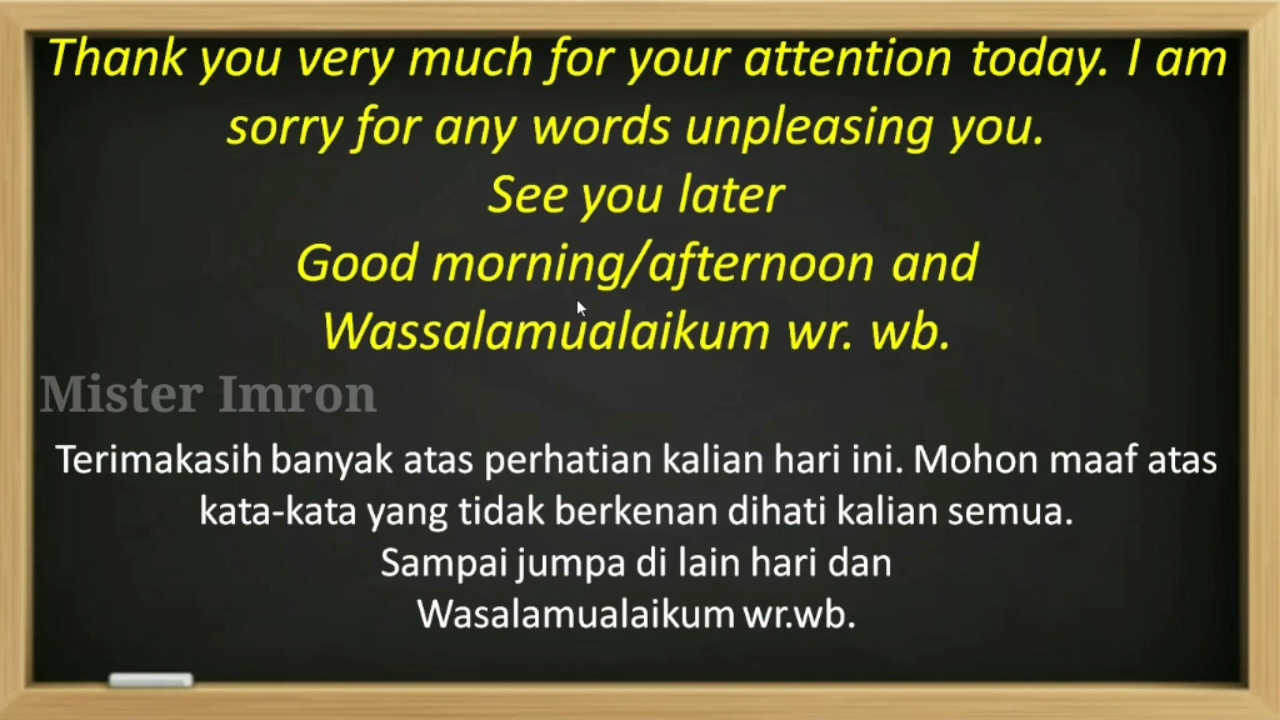 Thank you very much for your attention today. I am
sorry for any words unpleasing you.
See you later
Good morning/afternoon and
Wassalamualaikum wr. wb.
Mister Imron
Terimakasih banyak atas perhatian kalian hari ini. Mohon maaf atas
kata-kata yang tidak berkenan dihati kalian semua.
Sampai jumpa di lain hari dan
Wasalamualaikum wr.wb.